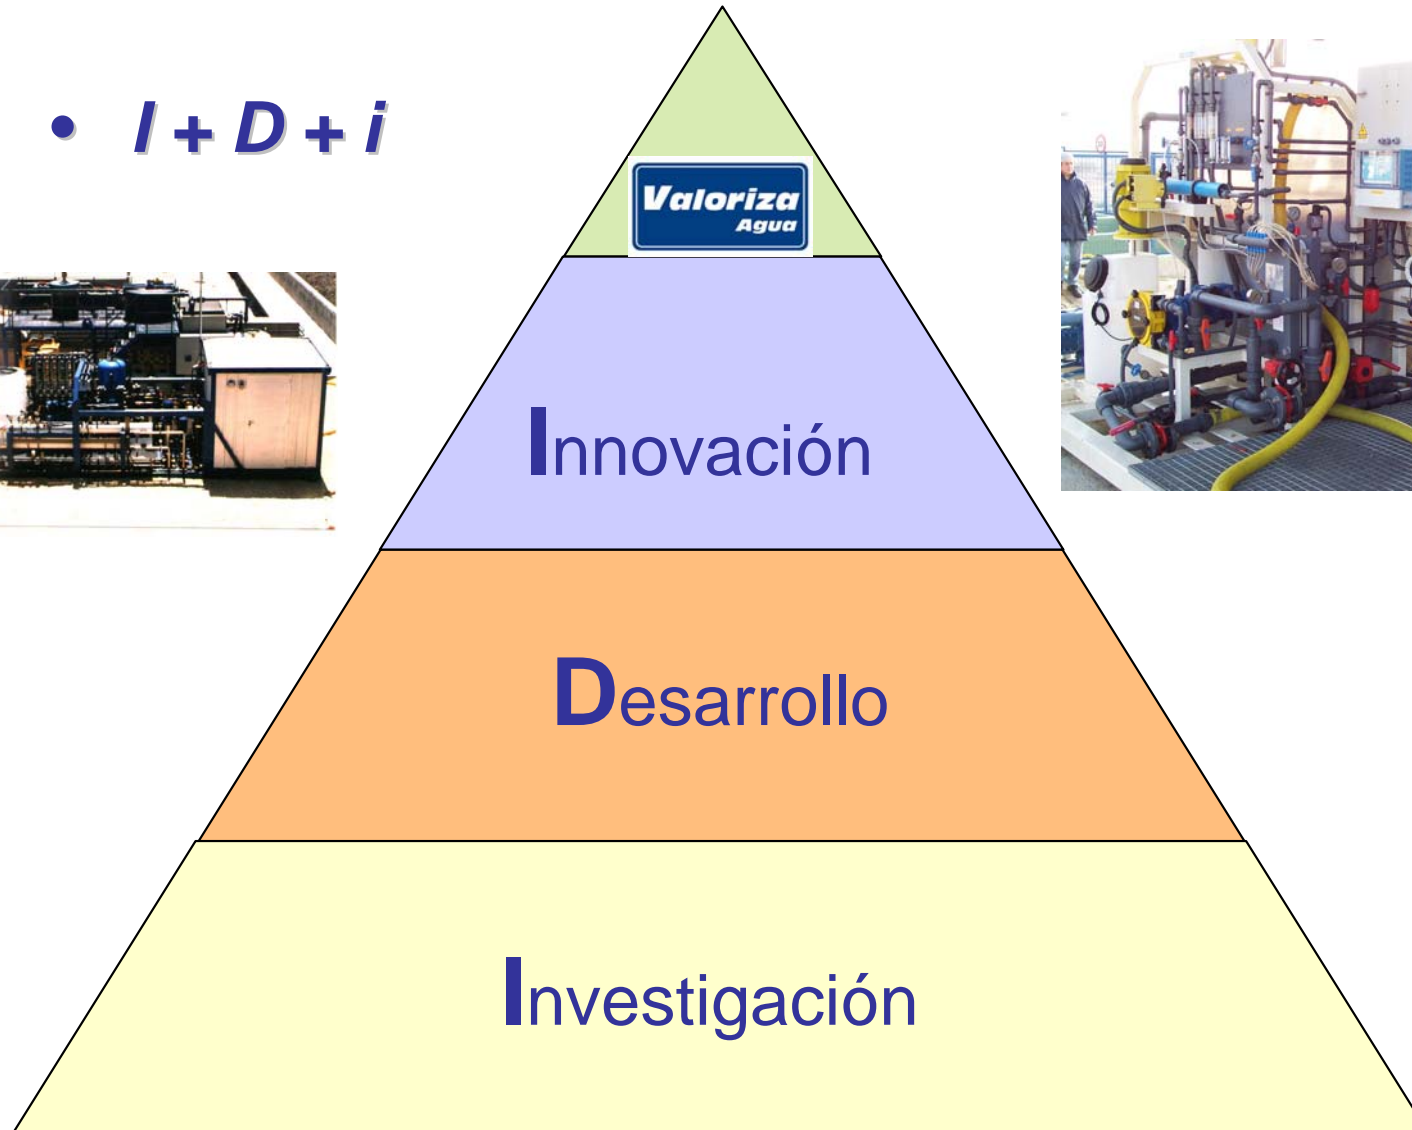 • I + D + i
Valoriza
Agua
Innovación
Desarrollo
Investigación